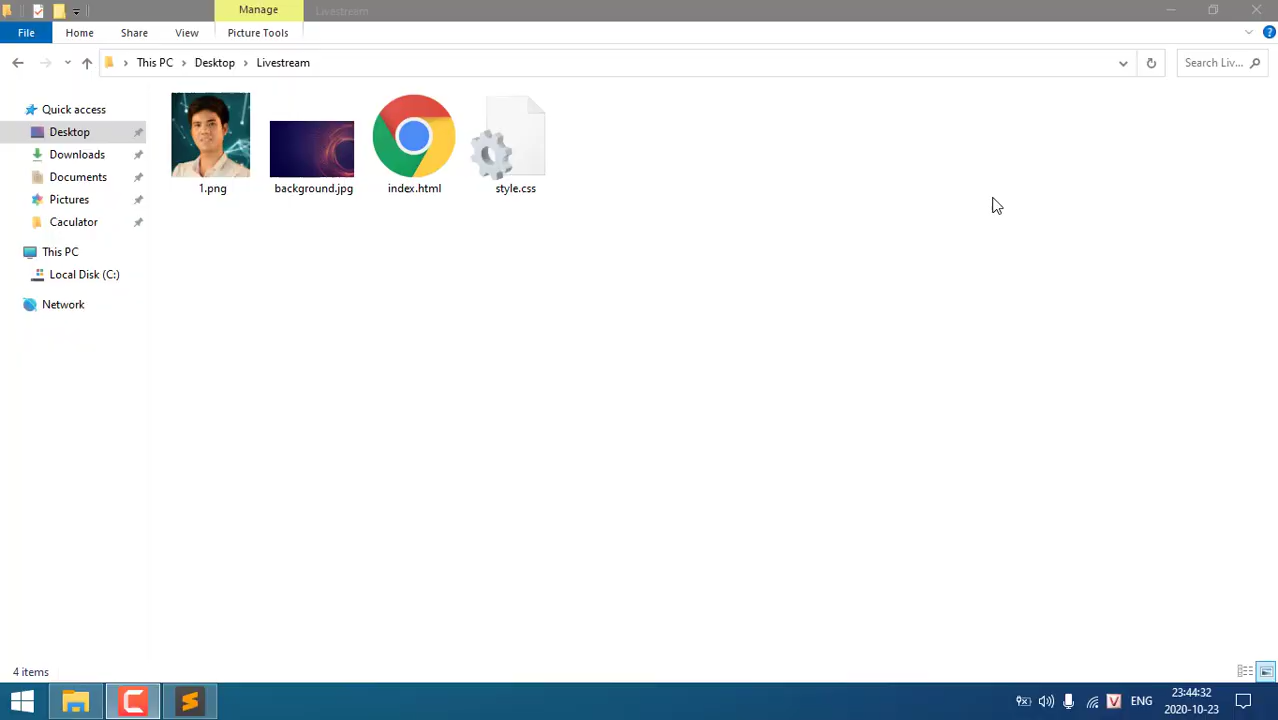 Manage
Livestream
File
Home
Share
View
Picture Tools
This PC
Desktop
Livestream
Search Liv...
Quick access
Desktop
Downloads
Documents
Pictures
Caculator
This PC
Local Disk (C:)
Network
1.png
background.jpg
index.html
style.css
4 items
ENG
23:44:32
2020-10-23